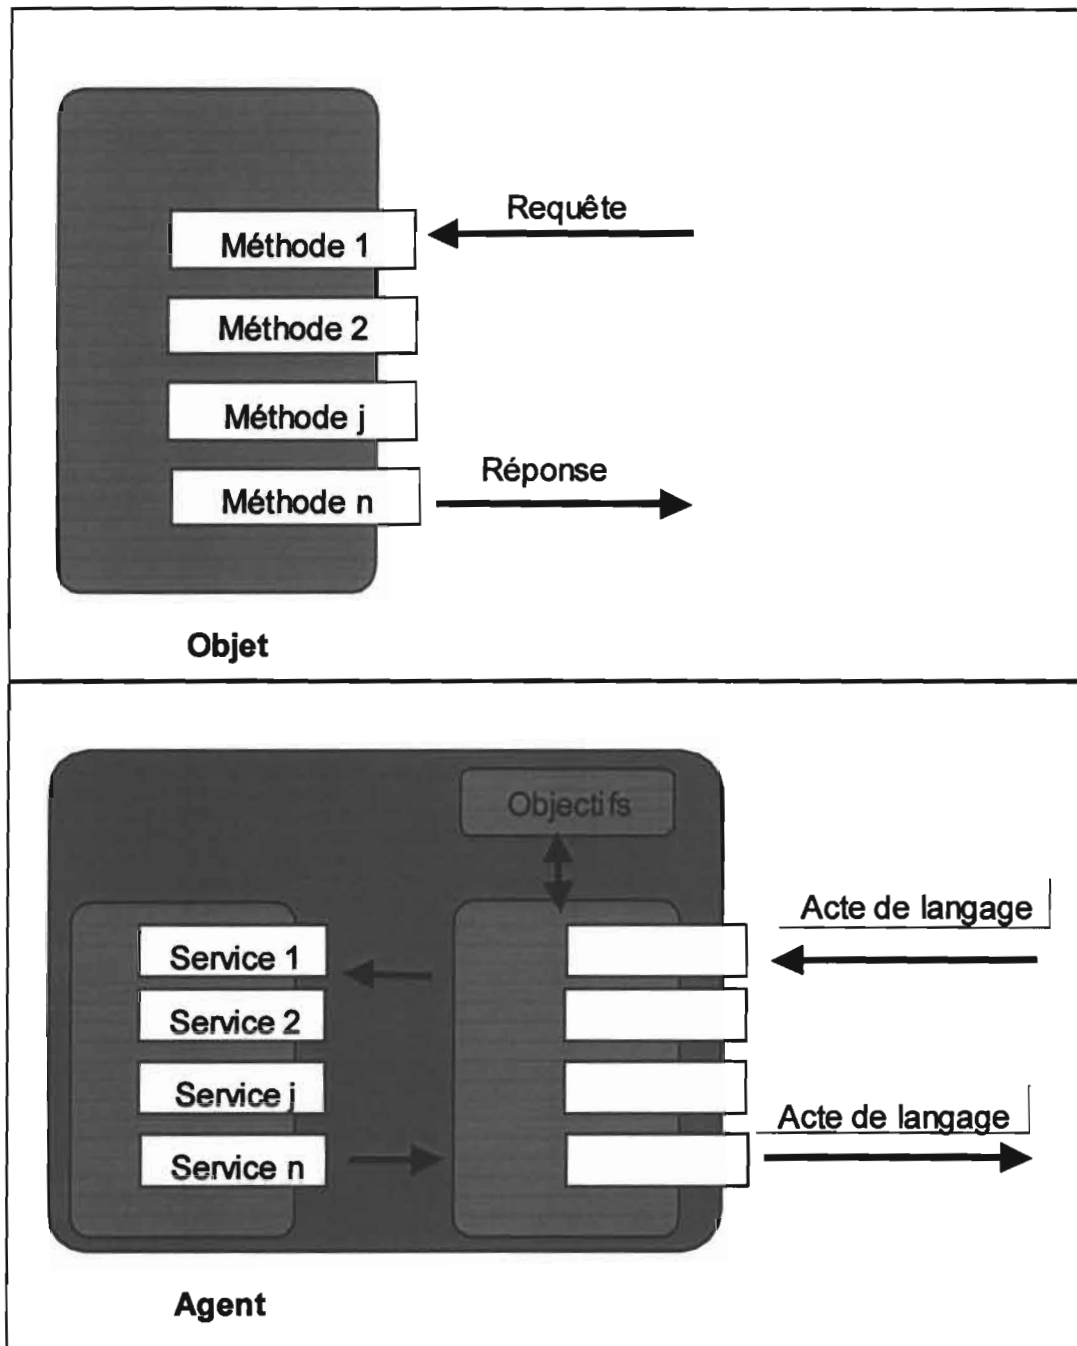 Requête
Méthode 1
Méthode 2
Méthode j
Réponse
Méthode n
Objet
Objectifs
Acte de langage
Service 1
Service 2
Service j
Acte de langage
Service n
Agent